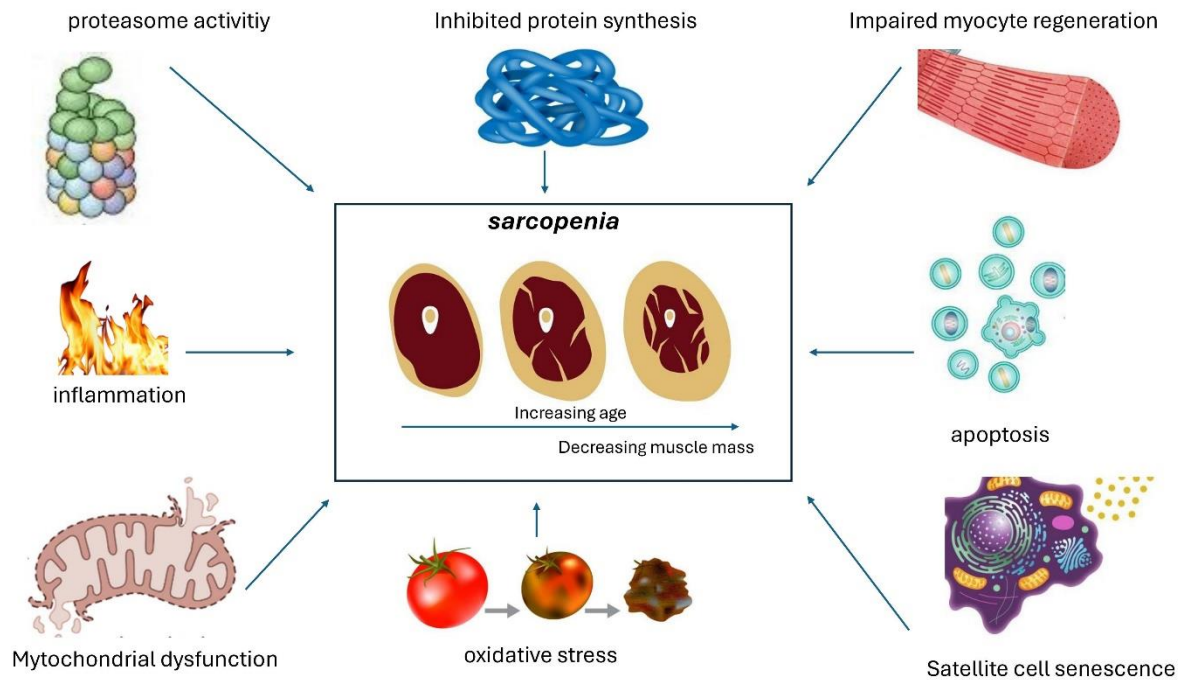 proteasome activitiy
Inhibited protein synthesis
Impaired myocyte regeneration
sarcopenia
inflammation
Increasing age
Decreasing muscle mass
apoptosis
Mytochondrial dysfunction
oxidative stress
Satellite cell senescence